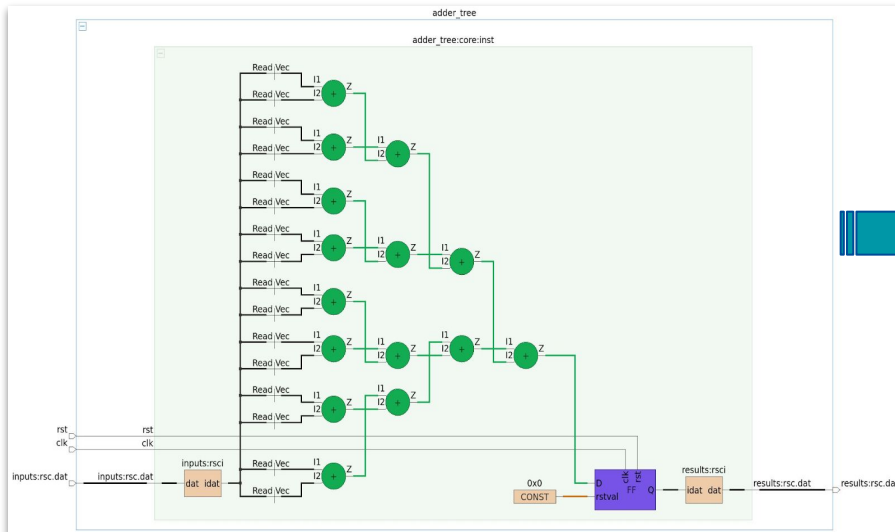 adder_tree
adder_tree:core:inst
Read Vec
I1
Read Vec
I2
Z
Read Vec
I1
I1
Z
Read Vec
I2
Z
I2
Read Vec
I1
Read Vec
I2
Z
Read Vec
I1
I1
I1
Z
Read Vec
I2
Z
I2
Z
I2
Read Vec
I1
Read Vec
I2
Z
Read Vec
I1
I1
I1
I1
Z
Read Vec
I2
Z
I2
Z
I2
Z
I2
Read Vec
I1
I1
Z
Read Vec
I2
Z
I2
rst
rst
clk
clk
Read Vec
I1
Z
Read Vec
I2
inputs:rsc.dat
inputs:rsc.dat
inputs:rsci
dat idat
0x0
CONST
clk
rst
D
FF
Q
rstval
results:rsci
idat dat
results:rsc.dat
results:rsc.da